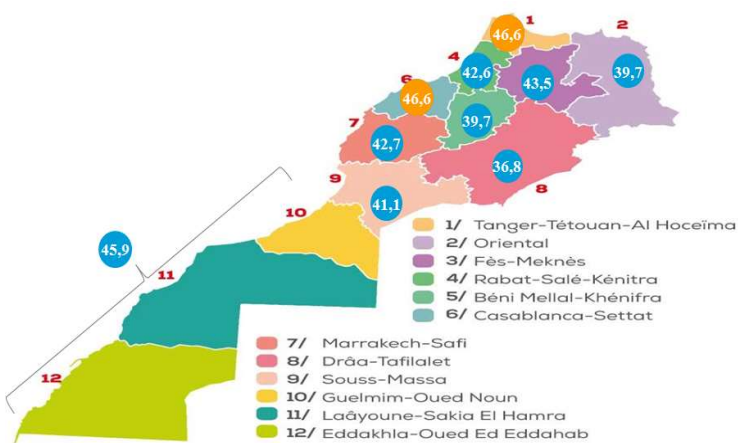 1
46,6
2
4
42,6
43,5
39,7
6
46,6
39,7
7
42,7
36,8
8
9
41,1
10
45,9
11
12
1/ Tanger-Tétouan-Al Hoceïma
2/ Oriental
3/ Fès-Meknès
4/ Rabat-Salé-Kénitra
5/ Béni Mellal-Khénifra
6/ Casablanca-Settat
7/ Marrakech-Safi
8/ Drâa-Tafilalet
9/ Souss-Massa
10/ Guelmim-Oued Noun
11/ Laâyoune-Sakia El Hamra
12/ Eddakhla-Oued Ed Eddahab